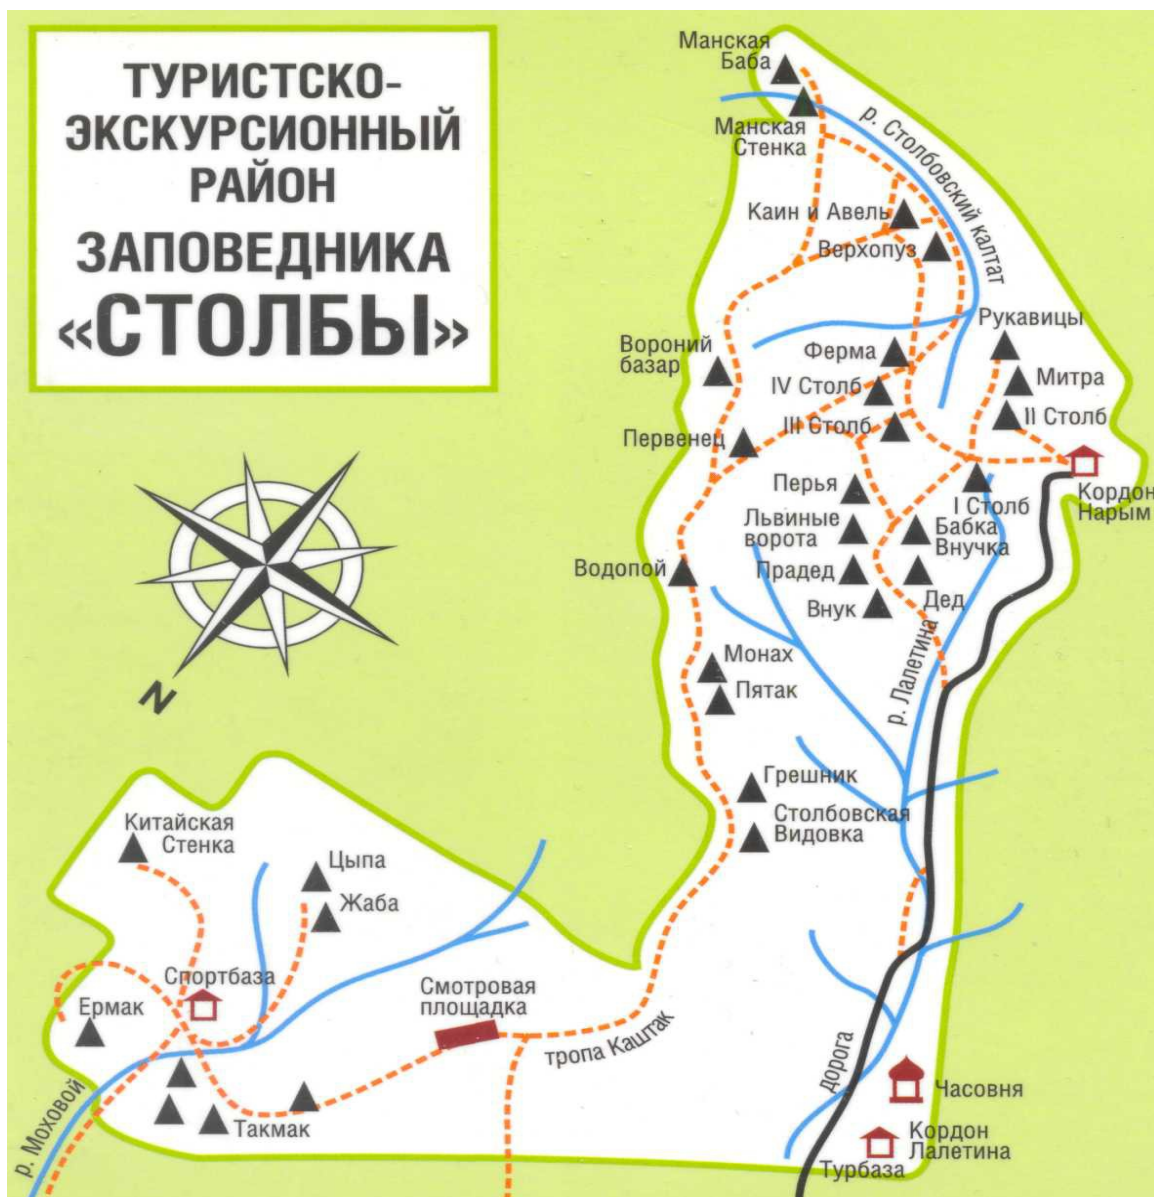 ТУРИСТСКО-
ЭКСКУРСИОННЫЙ
РАЙОН
ЗАПОВЕДНИКА
«СТОЛБЫ»
Манская
Баба
Манская
Стенка
р. Столбовский калтат
Каин и Авель
Верхопуз
Рукавицы
Вороний
базар
Ферма
Митра
IV Столб
II Столб
III Столб
Первенец
Перья
I Столб
Кордон
Нарым
Львиные
ворота
Бабка
Внучка
Водопой
Прадед
Дед
Внук
р. Лалетина
Монах
Пятак
Грешник
Столбовская
Видовка
Китайская
Стенка
Цыпа
Жаба
Спортбаза
Смотровая
площадка
Ермак
тропа Каштак
дорога
Часовня
р. Моховой
Такмак
Кордон
Лалетина
Турбаза
N